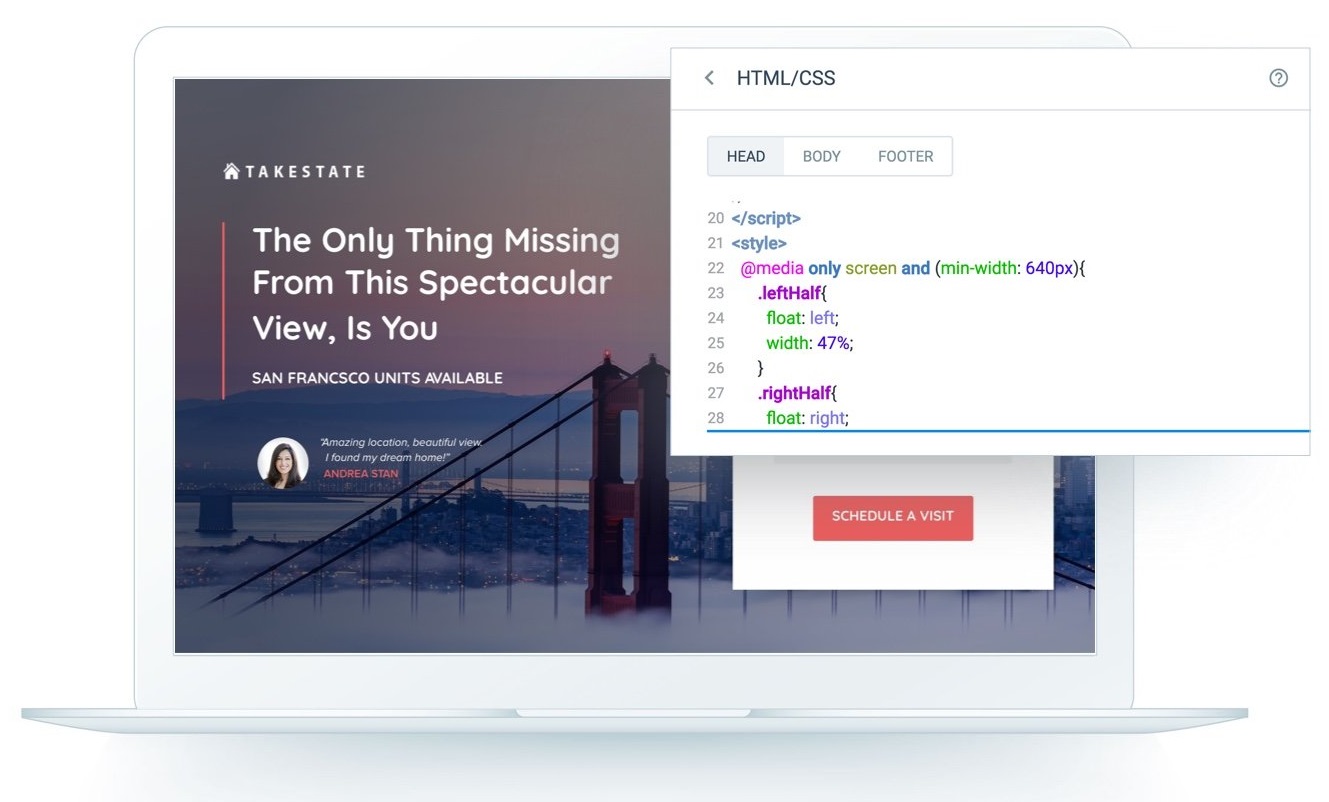 TAKESTATE
The Only Thing Missing
From This Spectacular
View, Is You
SAN FRANCSCO UNITS AVAILABLE
"Amazing location, beautiful view.
I found my dream home!"
ANDREA STAN
HTML/CSS
?
HEAD BODY FOOTER
20 </script>
21 <style>
22 @media only screen and (min-width: 640px){
23 .leftHalf{
24 float: left;
25 width: 47%;
26 }
27 .rightHalf{
28 float: right;
SCHEDULE A VISIT